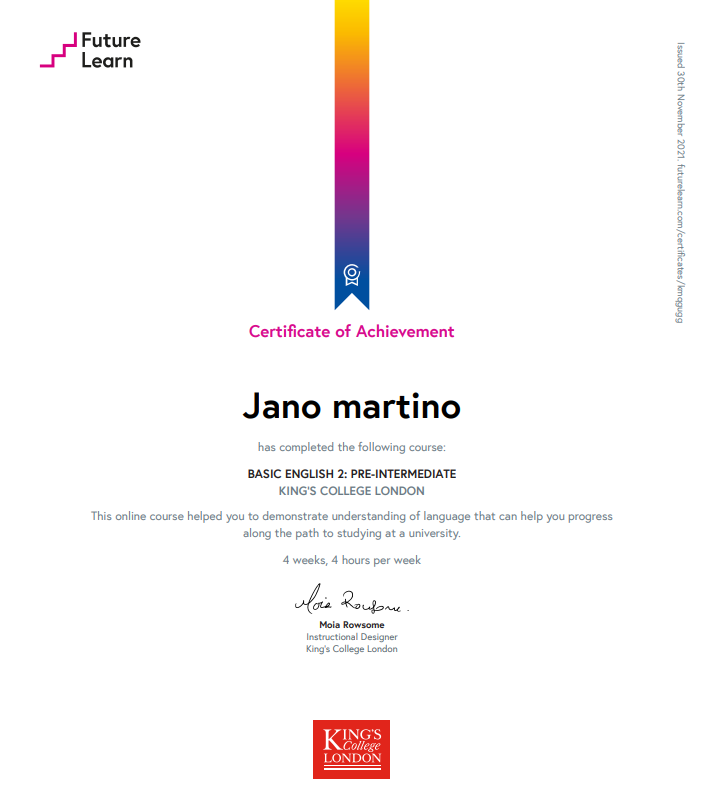 Future
Learn
Issued 30th November 2021. futurelearn.com/certificates/kmqgugg
Certificate of Achievement
Jano martino
has completed the following course:
BASIC ENGLISH 2: PRE-INTERMEDIATE
KING'S COLLEGE LONDON
This online course helped you to demonstrate understanding of language that can help you progress
along the path to studying at a university.
4 weeks, 4 hours per week
Moia Rowsome.
Moia Rowsome
Instructional Designer
King's College London
KING'S
College
LONDON